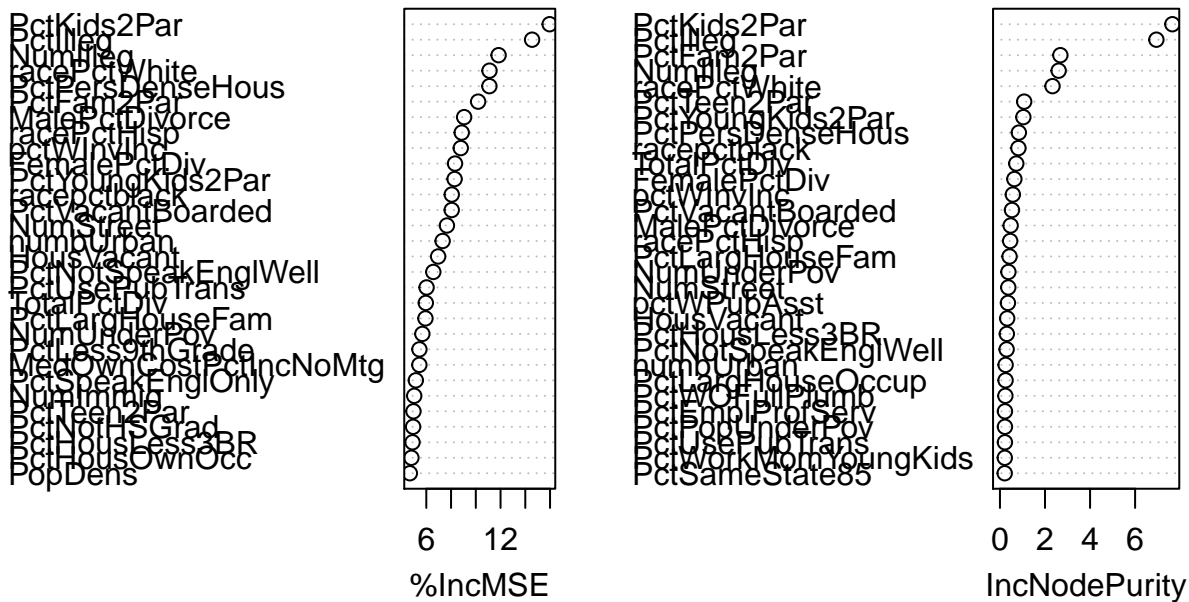 PctKids2Par
PctIlleg
NumIlleg
racePctWhite
PctPersDenseHous
PctFam2Par
MalePctDivorce
racePctHisp
pctWInvInc
FemalePctDiv
PctYoungKids2Par
racepctblack
PctVacantBoarded
NumStreet
numbUrban
HousVacant
PctNotSpeakEnglWell
PctUsePubTrans
TotalPctDiv
PctLargHouseFam
NumUnderPov
PctLess9thGrade
MedOwnCostPctIncNoMtg
PctSpeakEnglOnly
NumImmig
PctTeen2Par
PctNotHSGrad
PctHousLess3BR
PctHousOwnOcc
PopDens
6 12
%IncMSE
PctKids2Par
PctIlleg
PctFam2Par
NumIlleg
racePctWhite
PctTeen2Par
PctYoungKids2Par
PctPersDenseHous
racepctblack
TotalPctDiv
FemalePctDiv
pctWInvInc
PctVacantBoarded
MalePctDivorce
racePctHisp
PctLargHouseFam
NumUnderPov
NumStreet
pctWPubAsst
HousVacant
PctHousLess3BR
PctNotSpeakEnglWell
numbUrban
PctLargHouseOccup
PctWOFullPlumb
PctEmplProfServ
PctPopUnderPov
PctUsePubTrans
PctWorkMomYoungKids
PctSameState85
0 2 4 6
IncNodePurity